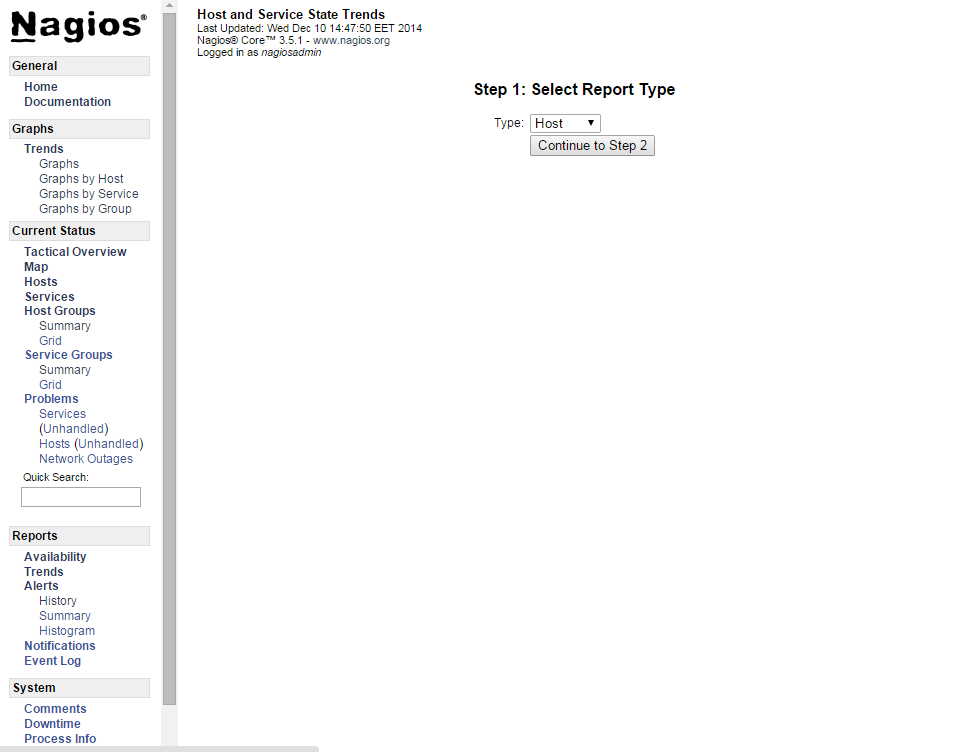 Nagios®
General
Home
Documentation
Graphs
Trends
Graphs
Graphs by Host
Graphs by Service
Graphs by Group
Current Status
Tactical Overview
Map
Hosts
Services
Host Groups
Summary
Grid
Service Groups
Summary
Grid
Problems
Services
(Unhandled)
Hosts (Unhandled)
Network Outages
Quick Search:
Reports
Availability
Trends
Alerts
History
Summary
Histogram
Notifications
Event Log
System
Comments
Downtime
Process Info
Host and Service State Trends
Last Updated: Wed Dec 10 14:47:50 EET 2014
Nagios® Core™ 3.5.1 - www.nagios.org
Logged in as nagiosadmin
Step 1: Select Report Type
Type: Host
Continue to Step 2